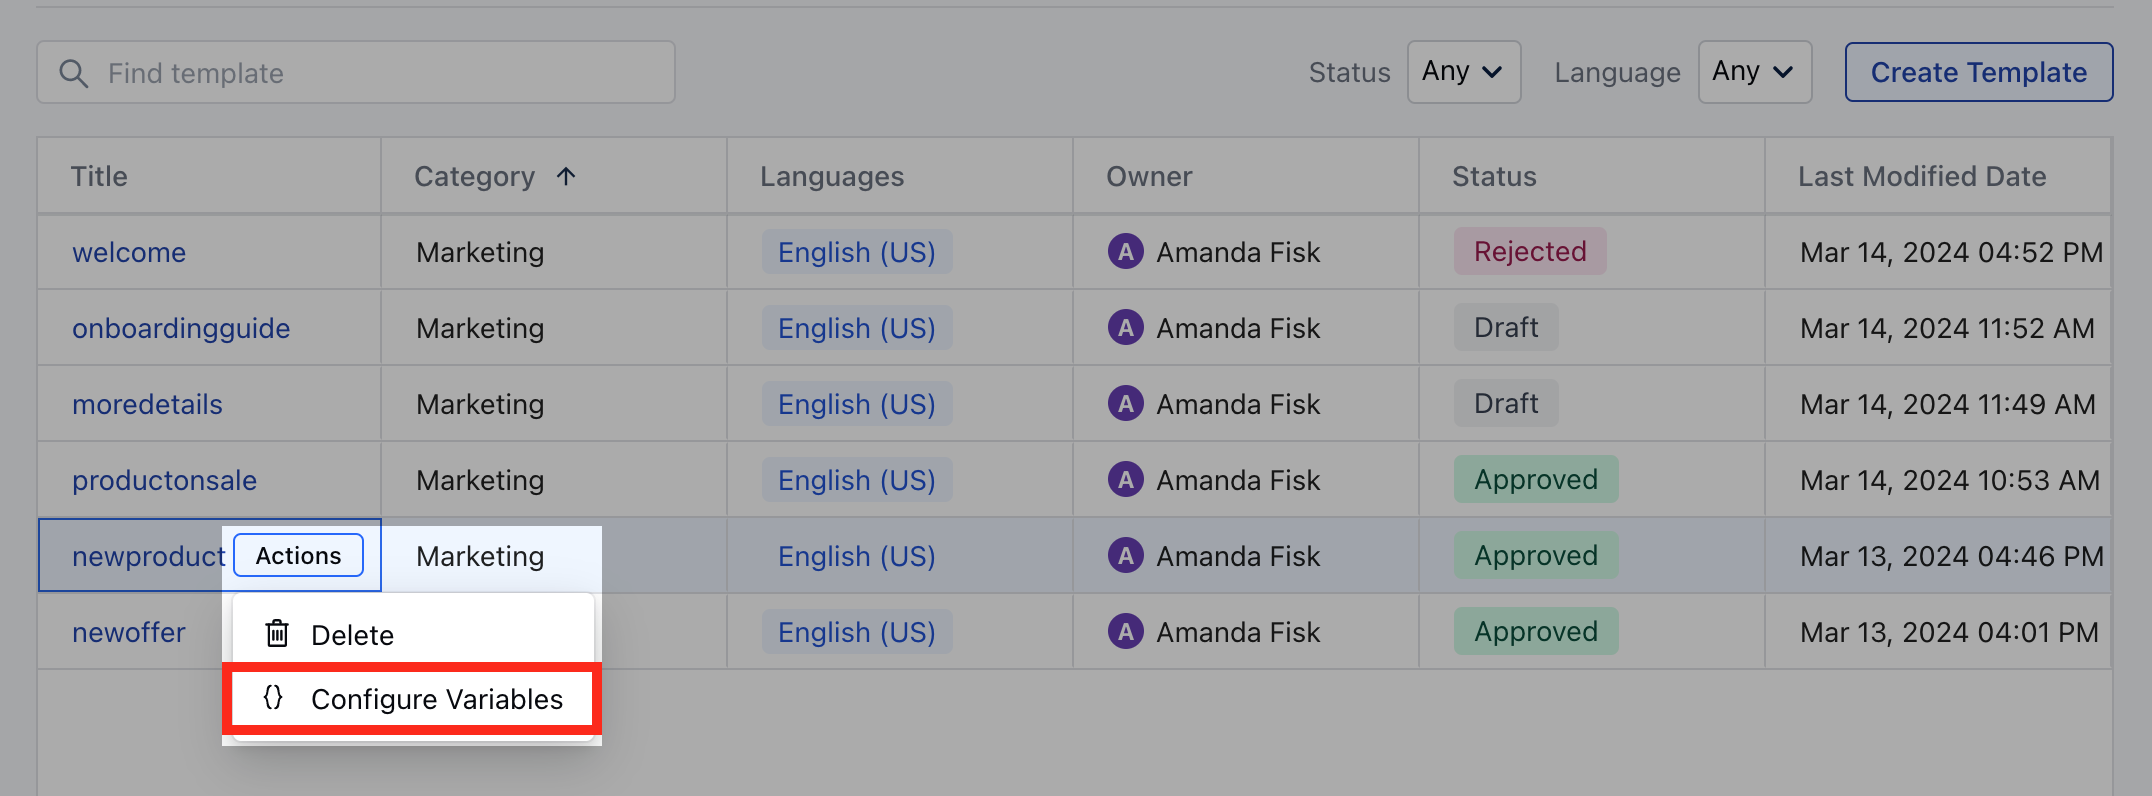 Find template Status Any Language Any Create Template
Title Category Languages Owner Status Last Modified Date
welcome Marketing English (US) A Amanda Fisk Rejected Mar 14, 2024 04:52 PM
onboardingguide Marketing English (US) A Amanda Fisk Draft Mar 14, 2024 11:52 AM
moredetails Marketing English (US) A Amanda Fisk Draft Mar 14, 2024 11:49 AM
productonsale Marketing English (US) A Amanda Fisk Approved Mar 14, 2024 10:53 AM
newproduct Actions Marketing English (US) A Amanda Fisk Approved Mar 13, 2024 04:46 PM
newoffer Delete English (US) A Amanda Fisk Approved Mar 13, 2024 04:01 PM
{} Configure Variables